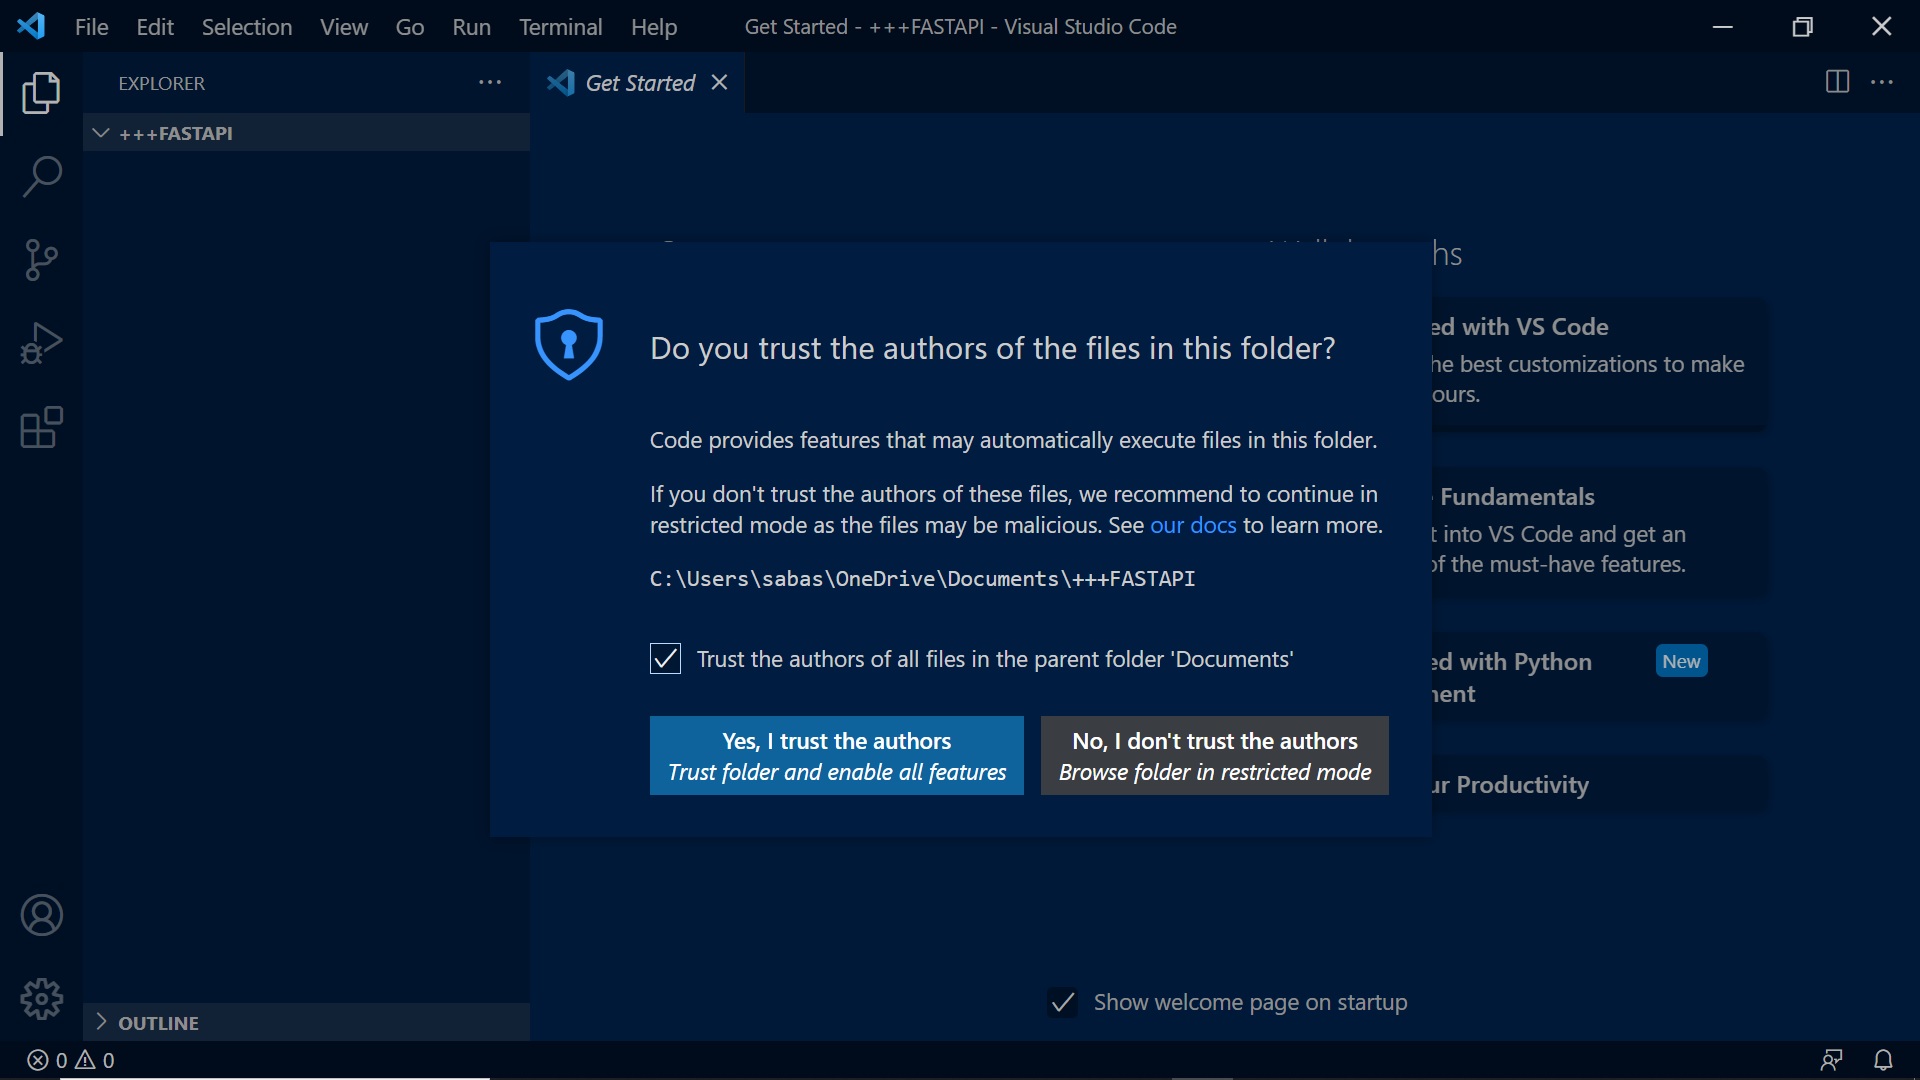 File Edit Selection View Go Run Terminal Help
Get Started - +++FASTAPI - Visual Studio Code
EXPLORER
Get Started
+++FASTAPI
Do you trust the authors of the files in this folder?
Code provides features that may automatically execute files in this folder.
If you don't trust the authors of these files, we recommend to continue in
restricted mode as the files may be malicious. See our docs to learn more.
C:\Users\sabas\OneDrive\Documents\+++FASTAPI
Trust the authors of all files in the parent folder 'Documents'
Yes, I trust the authors
Trust folder and enable all features
No, I don't trust the authors
Browse folder in restricted mode
with VS Code
best customizations to make
Fundamentals
into VS Code and get an
of the must-have features.
with Python
New
Productivity
Show welcome page on startup
OUTLINE
0 0